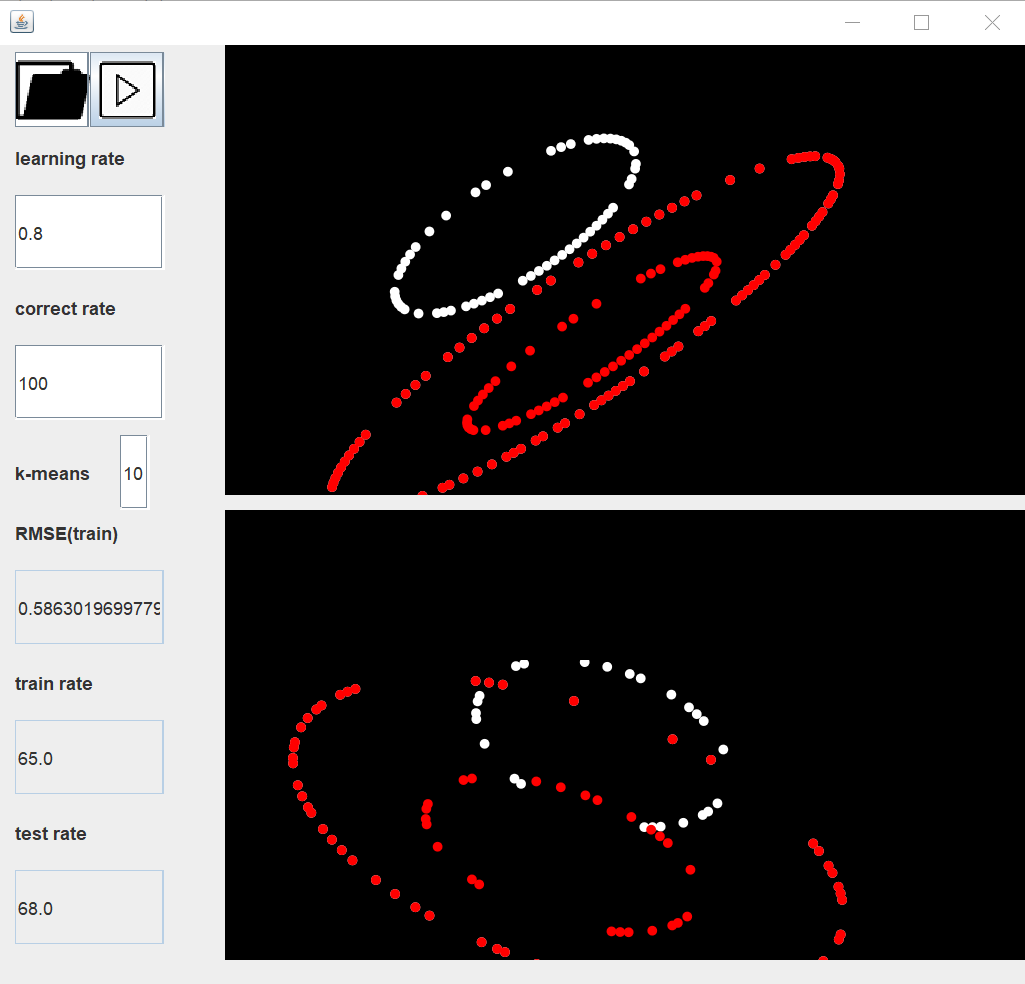 learning rate
0.8
correct rate
100
k-means 10
RMSE(train)
0.5863019699779
train rate
65.0
test rate
68.0